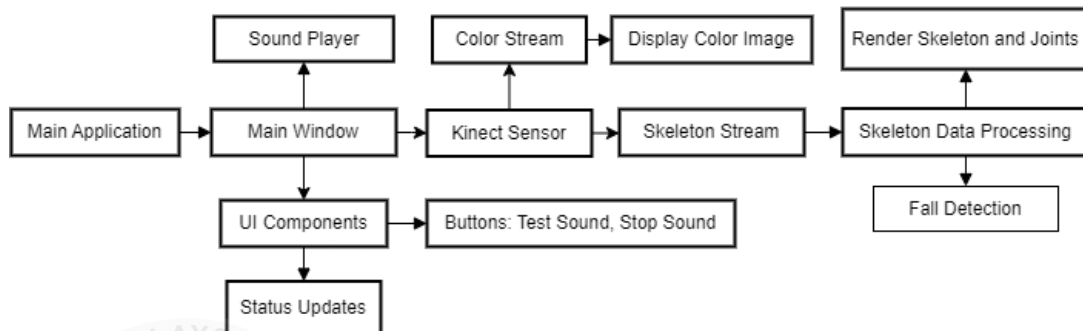 Sound Player
Color Stream
Display Color Image
Render Skeleton and Joints
Main Application
Main Window
Kinect Sensor
Skeleton Stream
Skeleton Data Processing
UI Components
Buttons: Test Sound, Stop Sound
Fall Detection
Status Updates